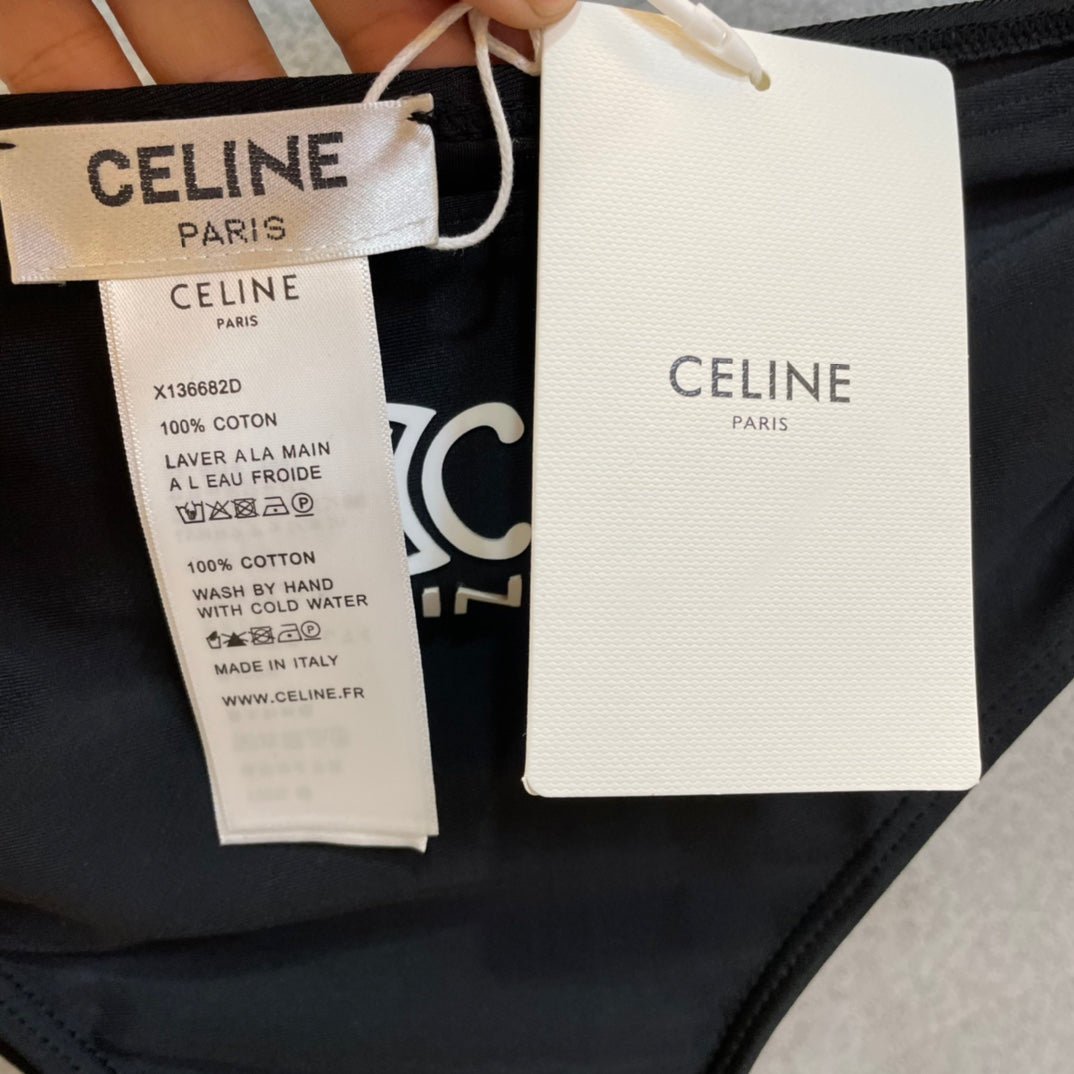 CELINE
PARIS
CELINE
PARIS
X136682D
100% COTON
LAVER A LA MAIN
A L EAU FROIDE
P
100% COTTON
WASH BY HAND
WITH COLD WATER
P
MADE IN ITALY
WWW.CELINE.FR
C
IN
CELINE
PARIS